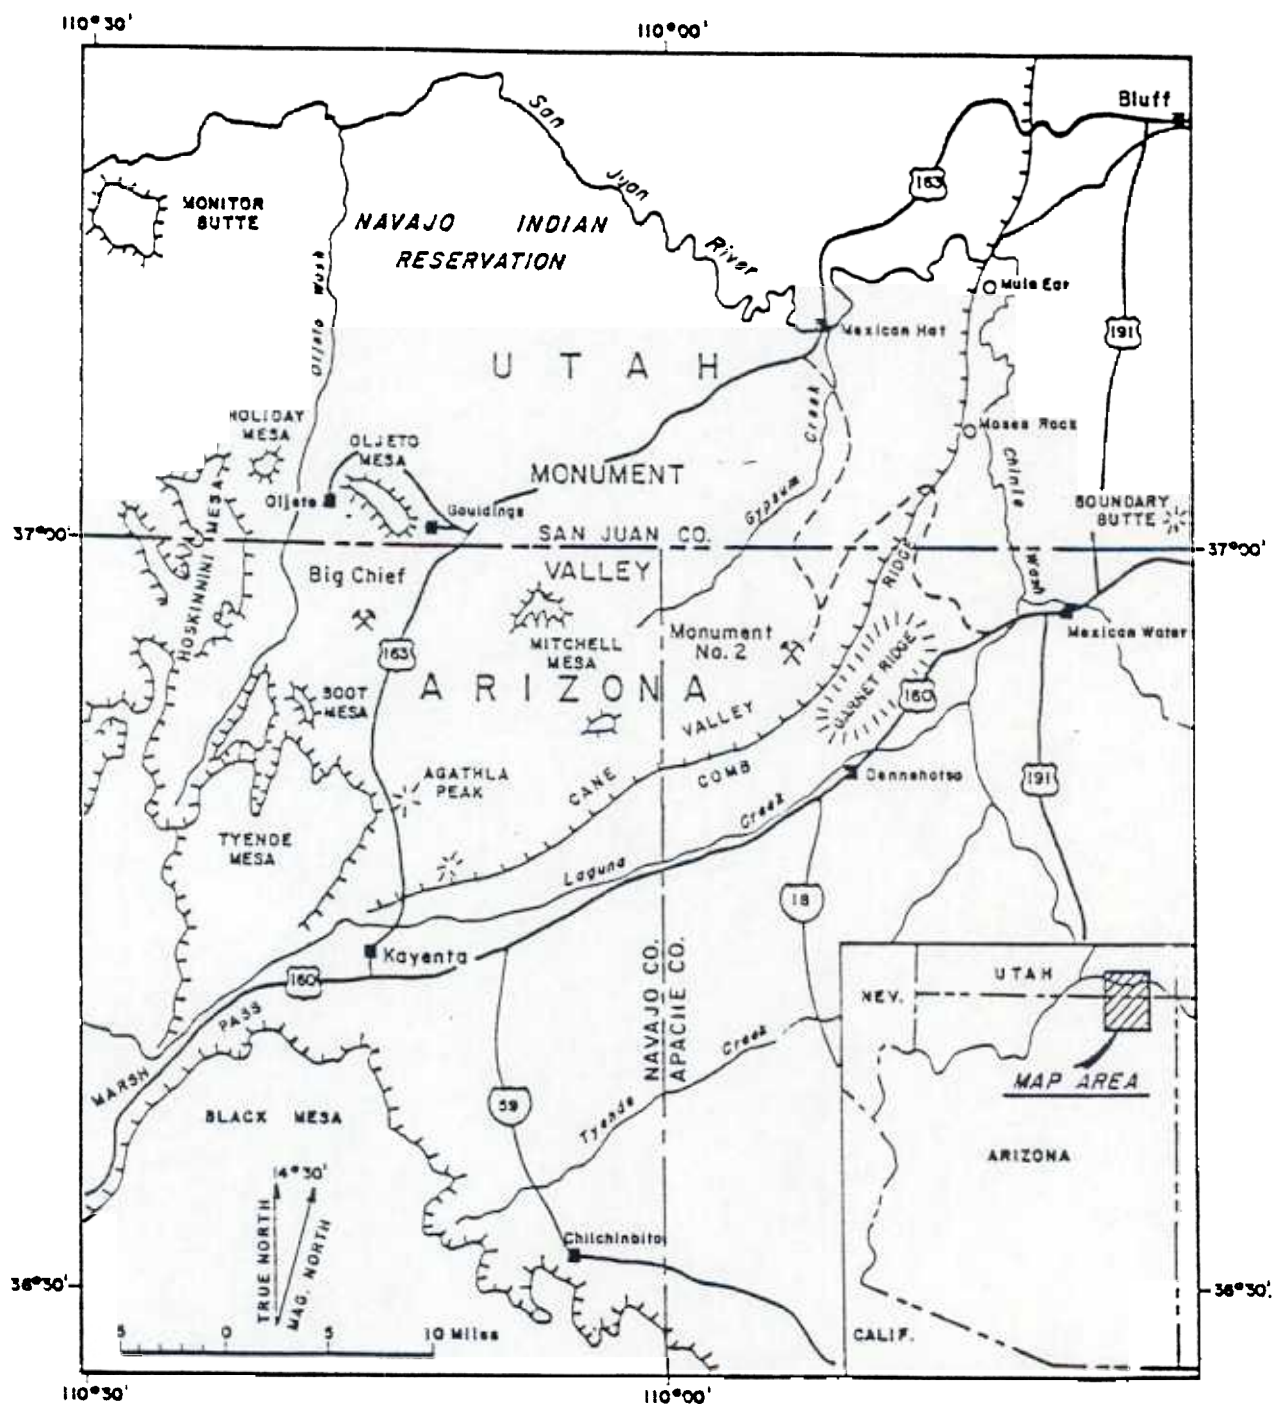 110°30'
110°00'
San
Juan
River
Bluff
163
MONITOR
BUTTE
NAVAJO INDIAN
RESERVATION
Oljeto Wash
Mule Ear
191
Mexican Hat
UTAH
HOLIDAY
MESA
OLJETO
MESA
Creek
Moses Rock
MONUMENT
Oljeto
Gouldings
Gypsum
Chinle
BOUNDARY
BUTTE
37°00'
SAN JUAN CO.
37°00'
HOSKINNINI MESA
Big Chief
VALLEY
RIDGE
Wash
MITCHELL
MESA
Monument
No. 2
Mexican Water
163
ARIZONA
GARNET RIDGE
160
BOOT
MESA
VALLEY
AGATHLA
PEAK
CANE
COMB
Dennehotso
191
TYENDE
MESA
Creek
Laguna
18
Kayenta
160
NAVAJO CO.
APACHE CO.
UTAH
NEV.
MARSH PASS
Creek
MAP AREA
BLACK MESA
59
Tyende
ARIZONA
14°30'
TRUE NORTH
MAG. NORTH
Chilchinbito
36°30'
36°30'
5 0 5 10 Miles
CALIF.
110°30'
110°00'